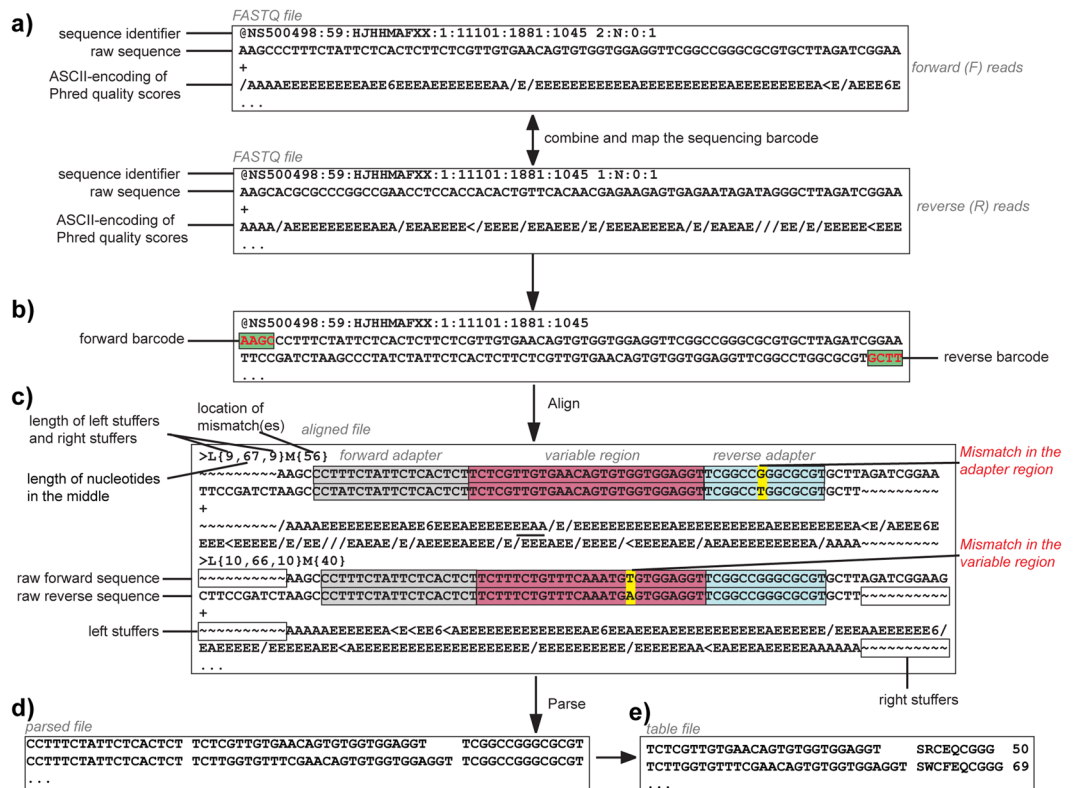 a)
FASTQ file
sequence identifier
@NS500498:59:HJHHMAFXX:1:11101:1881:1045 2:N:0:1
raw sequence
AAGCCCTTTCTATTCTCACTCTTCTCGTTGTGAACAGTGTGGTGGAGGTTCGGCCGGGCGCGTGCTTAGATCGGAA
+
ASCII-encoding of
Phred quality scores
/AAAAEEEEEEEEEEAEE6EEEAEEEEEEEEAA/E/EEEEEEEEEEEAEEEEEEEEEEEAEEEEEEEEEEA<E/AEEE6E
...
forward (F) reads
combine and map the sequencing barcode
FASTQ file
sequence identifier
@NS500498:59:HJHHMAFXX:1:11101:1881:1045 1:N:0:1
raw sequence
AAGCACGCGCCCGGCCGAACCTCCACCACACTGTTCACAACGAGAAGAGTGAGAATAGATAGGGCTTAGATCGGAA
+
ASCII-encoding of
Phred quality scores
AAAA/AEEEEEEEEEEAEA/EEAEEEE</EEEE/EEAEEE/E/EEEAEEEEA/E/EAEAE///EE/E/EEEEE<EEE
...
reverse (R) reads
b)
@NS500498:59:HJHHMAFXX:1:11101:1881:1045
forward barcode
AAGCCCTTTCTATTCTCACTCTTCTCGTTGTGAACAGTGTGGTGGAGGTTCGGCCGGGCGCGTGCTTAGATCGGAA
TTCCGATCTAAGCCCTATCTATTCTCACTCTTCTCGTTGTGAACAGTGTGGTGGAGGTTCGGCCTGGCGCGTGCTT
reverse barcode
...
Align
c)
length of left stuffers
and right stuffers
location of
mismatch(es)
length of nucleotides
in the middle
aligned file
>L{9,67,9}M{56}
forward adapter
variable region
reverse adapter
Mismatch in the
adapter region
~~~~~~~~~AAGCCCTTTCTATTCTCACTCTTCTCGTTGTGAACAGTGTGGTGGAGGTTCGGCCGGGCGCGTGCTTAGATCGGAA
TTCCGATCTAAGCCCTATCTATTCTCACTCTTCTCGTTGTGAACAGTGTGGTGGAGGTTCGGCCTGGCGCGTGCTT~~~~~~~~~
+
~~~~~~~~~/AAAAEEEEEEEEEEAEE6EEEAEEEEEEEEAA/E/EEEEEEEEEEEAEEEEEEEEEEEAEEEEEEEEEEA<E/AEEE6E
EEE<EEEEE/E/EE///EAEAE/E/AEEEEAEEE/E/EEEAEE/EEEE/<EEEEAEE/AEAEEEEEEEEEEA/AAAA~~~~~~~~~
>L{10,66,10}M{40}
Mismatch in the
variable region
raw forward sequence
~~~~~~~~~~AAGCCCTTTCTATTCTCACTCTTCTTTCTGTTTCAAATGTGTGGAGGTTCGGCCGGGCGCGTGCTTAGATCGGAAG
raw reverse sequence
CTTCCGATCTAAGCCCTTTCTATTCTCACTCTTCTTTCTGTTTCAAATGAGTGGAGGTTCGGCCGGGCGCGTGCTT~~~~~~~~~~
+
left stuffers
~~~~~~~~~~AAAAAEEEEEEEA<E<EE6<AEEEEEEEEEEEEEEEAE6EEAEEEAEEEEEEEEEEAEEEEEEE/EEEAAEEEEEE6/
EAEEEEE/EEEEEEAEE<AEEEEEEEEEEEEEEEEEEEE/EEEEEEEEEE/EEEEEEAA<EAEEEAEEEEEAAAAAA~~~~~~~~~~
...
right stuffers
Parse
d)
parsed file
CCTTTCTATTCTCACTCT TCTCGTTGTGAACAGTGTGGTGGAGGT TCGGCCGGGCGCGT
CCTTTCTATTCTCACTCT TCTTGGTGTTTCGAACAGTGTGGTGGAGGT TCGGCCGGGCGCGT
...
e)
table file
TCTCGTTGTGAACAGTGTGGTGGAGGT SRCEQCGGG 50
TCTTGGTGTTTCGAACAGTGTGGTGGAGGT SWCFEQCGGG 69
...